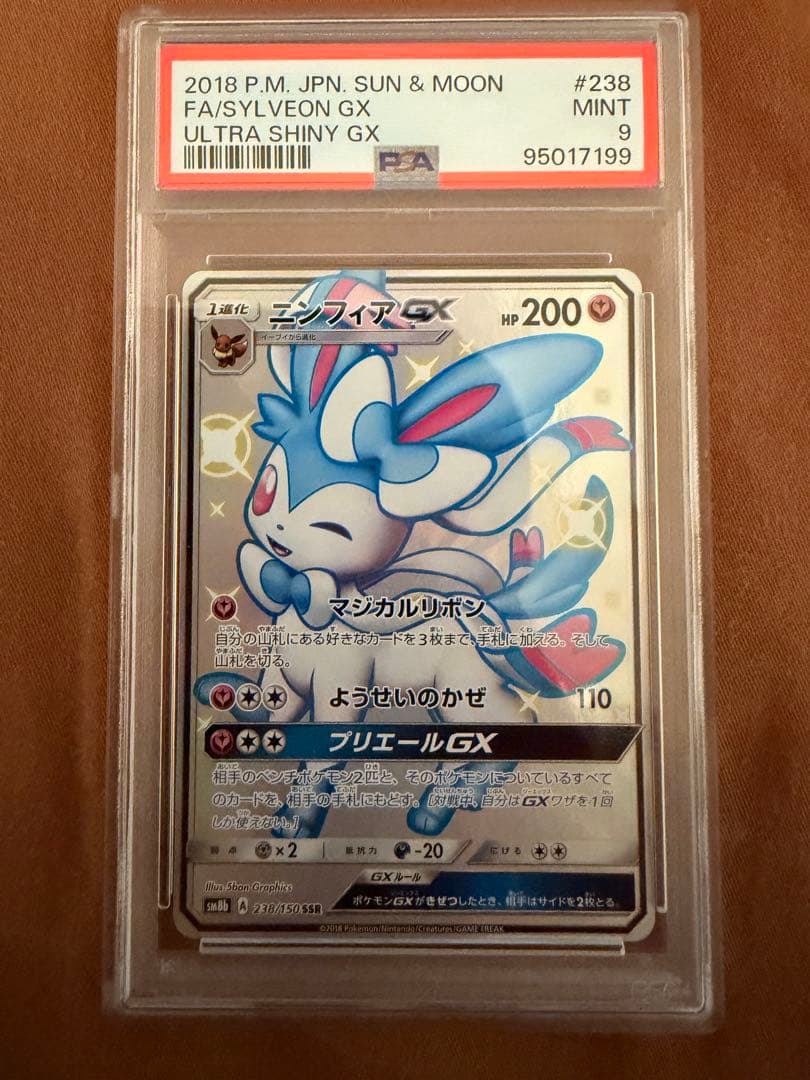 2018 P.M. JPN. SUN & MOON #238
FA/SYLVEON GX MINT
ULTRA SHINY GX 9
PSA 95017199
1進化 ニンフィアGX HP200
イーブイから進化
マジカルリボン
自分の山札にある好きなカードを3枚まで、手札に加える。そして
山札を切る。
ようせいのかぜ 110
プリエールGX
相手のベンチポケモン2匹と、そのポケモンについているすべて
のカードを、相手の手札にもどす。[対戦中、自分はGXワザを1回
しか使えない。]
弱点 ×2 抵抗力 -20 にげる
GXルール
Illus. 5ban Graphics
ポケモンGXがきぜつしたとき、相手はサイドを2枚とる。
SM8b A 238/150 SSR
©2018 Pokémon/Nintendo/Creatures/GAME FREAK